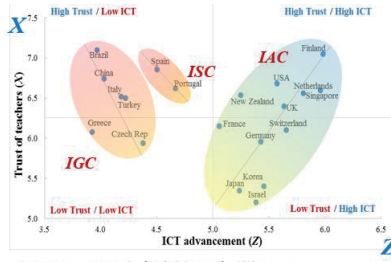 X
High Trust / Low ICT
High Trust / High ICT
7.5
7.0
6.5
6.0
5.5
5.0
Trust of teachers (X)
Brazil
China
Italy
Turkey
Greece
Czech Rep
IGC
Spain
Portugal
ISC
IAC
Finland
USA
Netherlands
Singapore
New Zealand
UK
France
Switzerland
Germany
Korea
Japan
Israel
Low Trust / Low ICT
Low Trust / High ICT
3.5
4.0
4.5
5.0
5.5
6.0
6.5
ICT advancement (Z)
Z